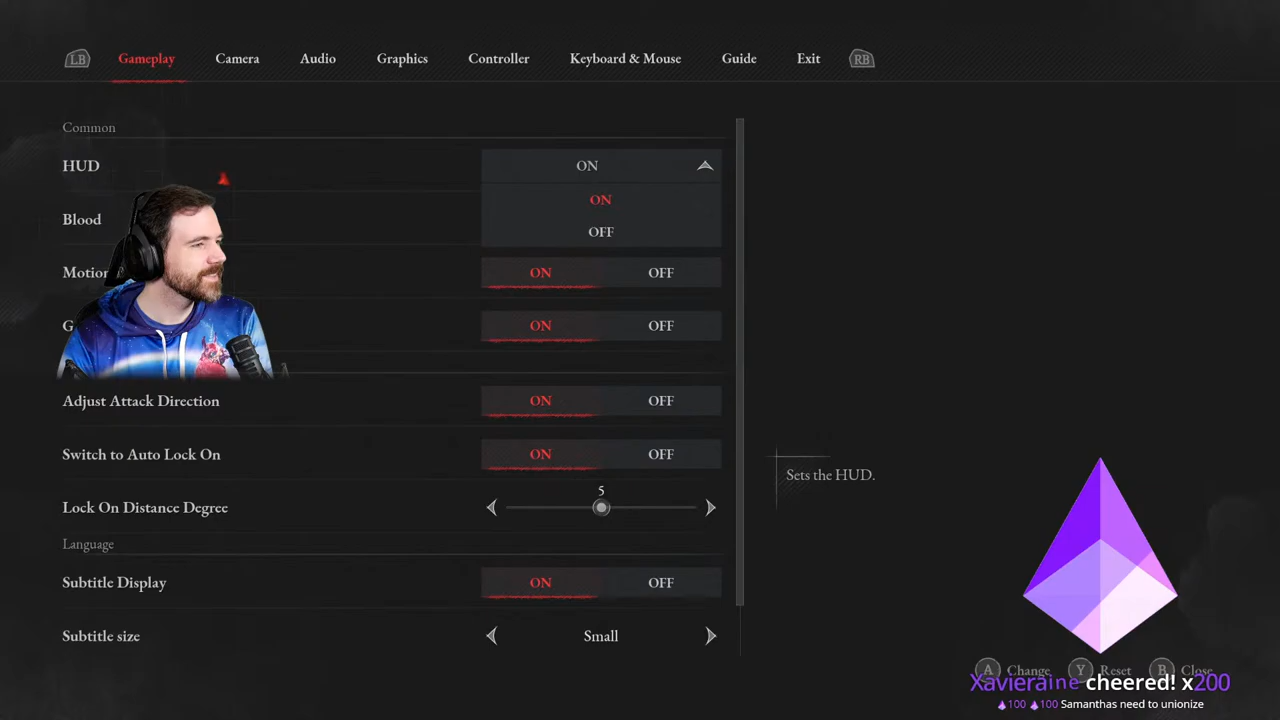 LB Gameplay Camera Audio Graphics Controller Keyboard & Mouse Guide Exit RB
Common
HUD ON
ON
Blood
OFF
Motion ON OFF
G ON OFF
Adjust Attack Direction ON OFF
Switch to Auto Lock On ON OFF
5
Lock On Distance Degree
Sets the HUD.
Language
Subtitle Display ON OFF
Subtitle size Small
A Change Y Reset B Close
Xavieraine cheered! x200
100 100 Samanthas need to unionize